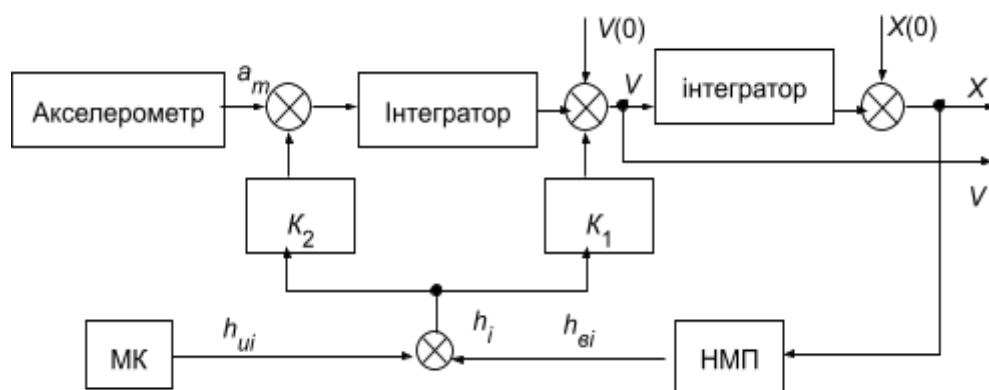 V(0)
X(0)
Акселерометр
a_m
Інтегратор
V
інтегратор
X
V
K_2
K_1
МК
h_ui
h_i
h_вi
НМП